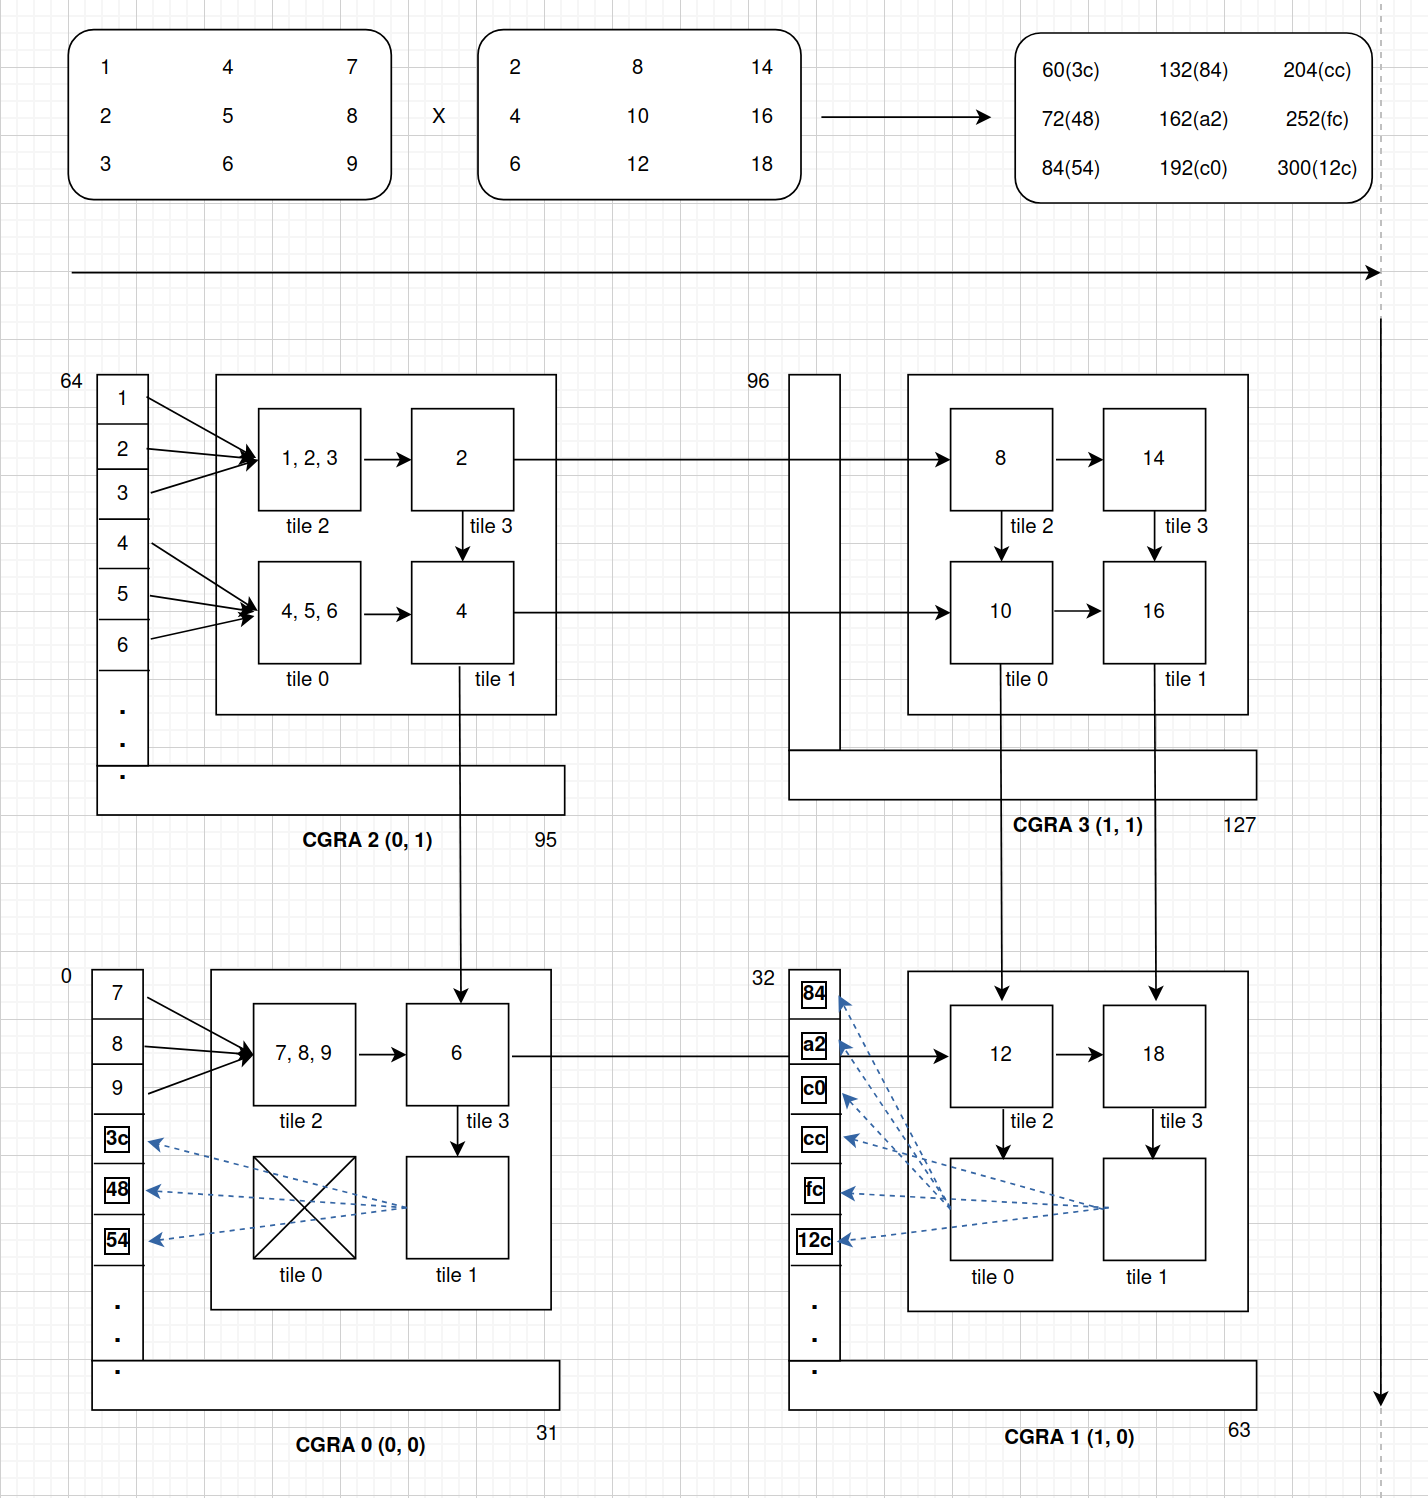 1 4 7 2 8 14 60(3c) 132(84) 204(cc)
2 5 8 X 4 10 16 72(48) 162(a2) 252(fc)
3 6 9 6 12 18 84(54) 192(c0) 300(12c)
64
1
2
3
4
5
6
.
.
.
1, 2, 3
2
tile 2
tile 3
4, 5, 6
4
tile 0
tile 1
CGRA 2 (0, 1)
95
96
8
14
tile 2
tile 3
10
16
tile 0
tile 1
CGRA 3 (1, 1)
127
0
7
8
9
3c
48
54
.
.
.
7, 8, 9
6
tile 2
tile 3
tile 0
tile 1
CGRA 0 (0, 0)
31
32
84
a2
c0
cc
fc
12c
.
.
.
12
18
tile 2
tile 3
tile 0
tile 1
CGRA 1 (1, 0)
63